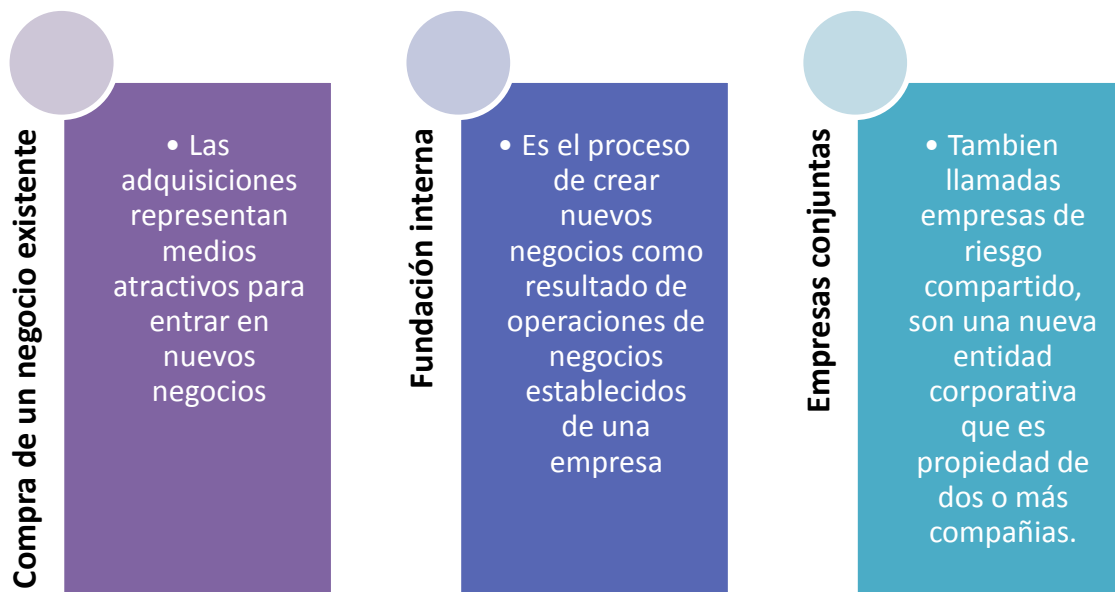 Compra de un negocio existente
• Las
adquisiciones
representan
medios
atractivos para
entrar en
nuevos
negocios
Fundación interna
• Es el proceso
de crear
nuevos
negocios como
resultado de
operaciones de
negocios
establecidos
de una
empresa
Empresas conjuntas
• Tambien
llamadas
empresas de
riesgo
compartido,
son una nueva
entidad
corporativa
que es
propiedad de
dos o más
compañias.